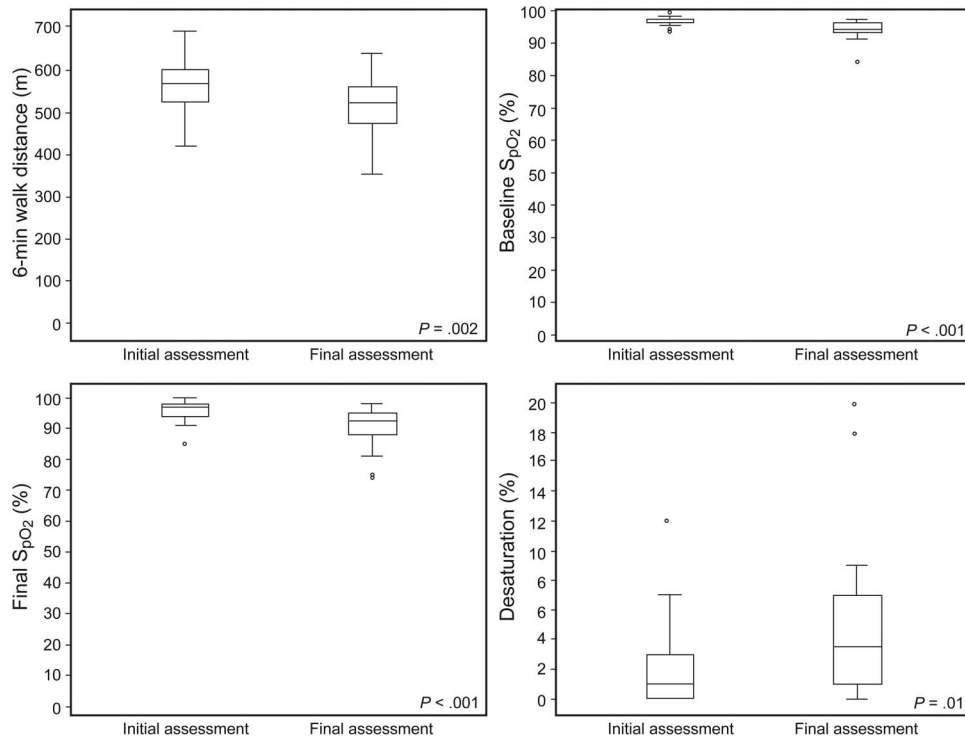 6-min walk distance (m)
700
600
500
400
300
200
100
0
P = .002
Initial assessment
Final assessment
Baseline SpO2 (%)
100
90
80
70
60
50
40
30
20
10
0
P < .001
Initial assessment
Final assessment
Final SpO2 (%)
100
90
80
70
60
50
40
30
20
10
0
P < .001
Initial assessment
Final assessment
Desaturation (%)
20
18
16
18
12
10
6
6
4
2
0
P = .01
Initial assessment
Final assessment